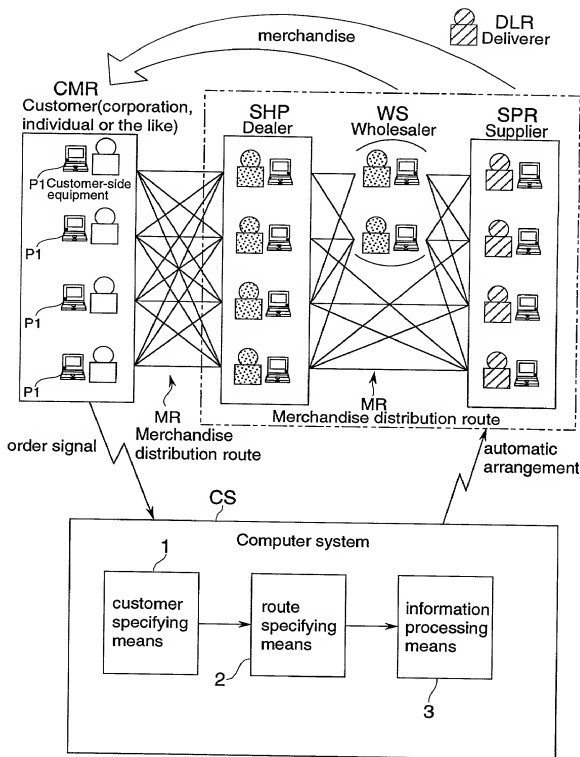 DLR
Deliverer
merchandise
CMR
Customer(corporation,
individual or the like)
SHP
Dealer
WS
Wholesaler
SPR
Supplier
P1 Customer-side
equipment
P1
P1
P1
MR
Merchandise
distribution route
MR
Merchandise distribution route
order signal
automatic
arrangement
CS
Computer system
1
customer
specifying
means
route
specifying
means
2
information
processing
means
3